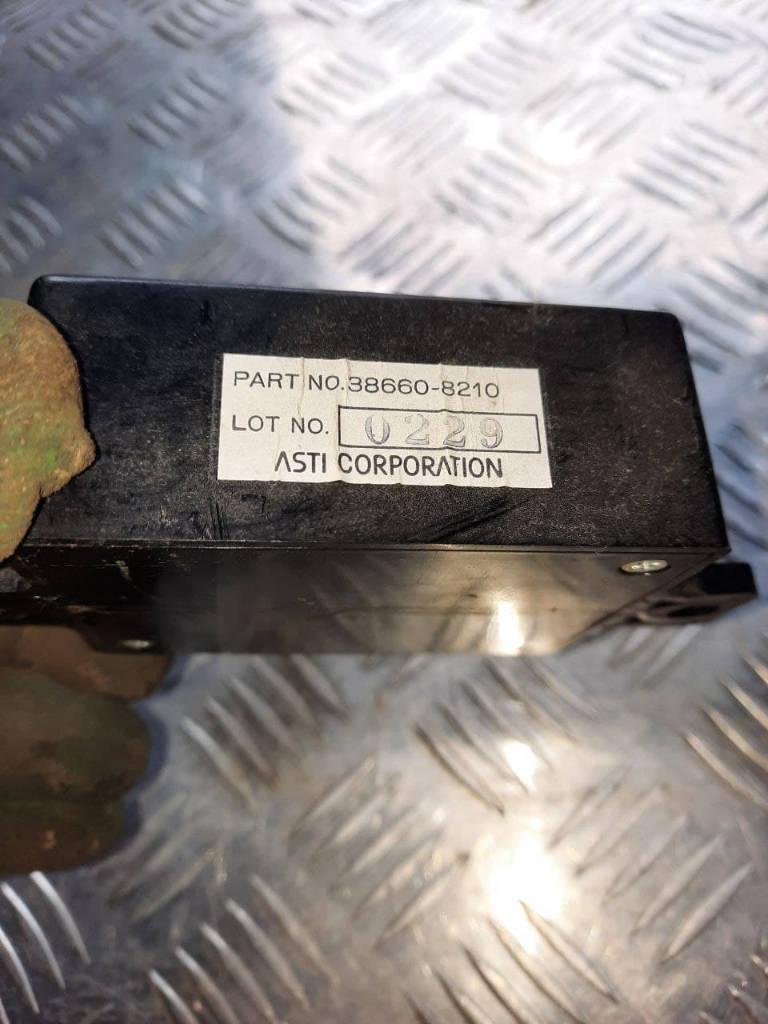 PART NO.38660-8210
LOT NO. 0229
ASTI CORPORATION